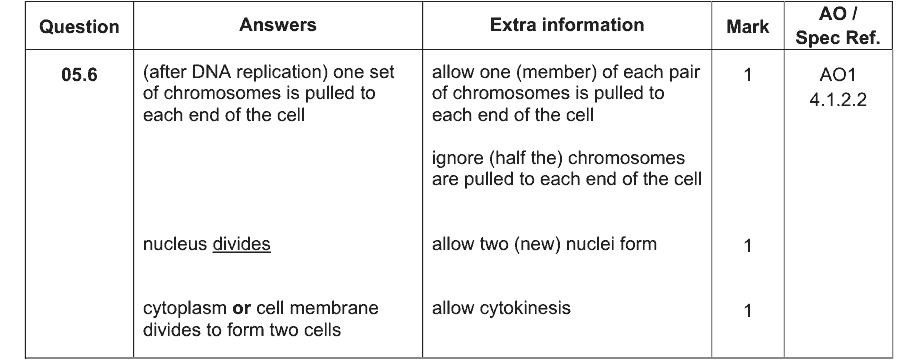 Question Answers Extra information Mark AO / Spec Ref.
05.6 (after DNA replication) one set of chromosomes is pulled to each end of the cell
allow one (member) of each pair of chromosomes is pulled to each end of the cell
1
AO1
4.1.2.2
ignore (half the) chromosomes are pulled to each end of the cell
nucleus divides
allow two (new) nuclei form
1
cytoplasm or cell membrane divides to form two cells
allow cytokinesis
1